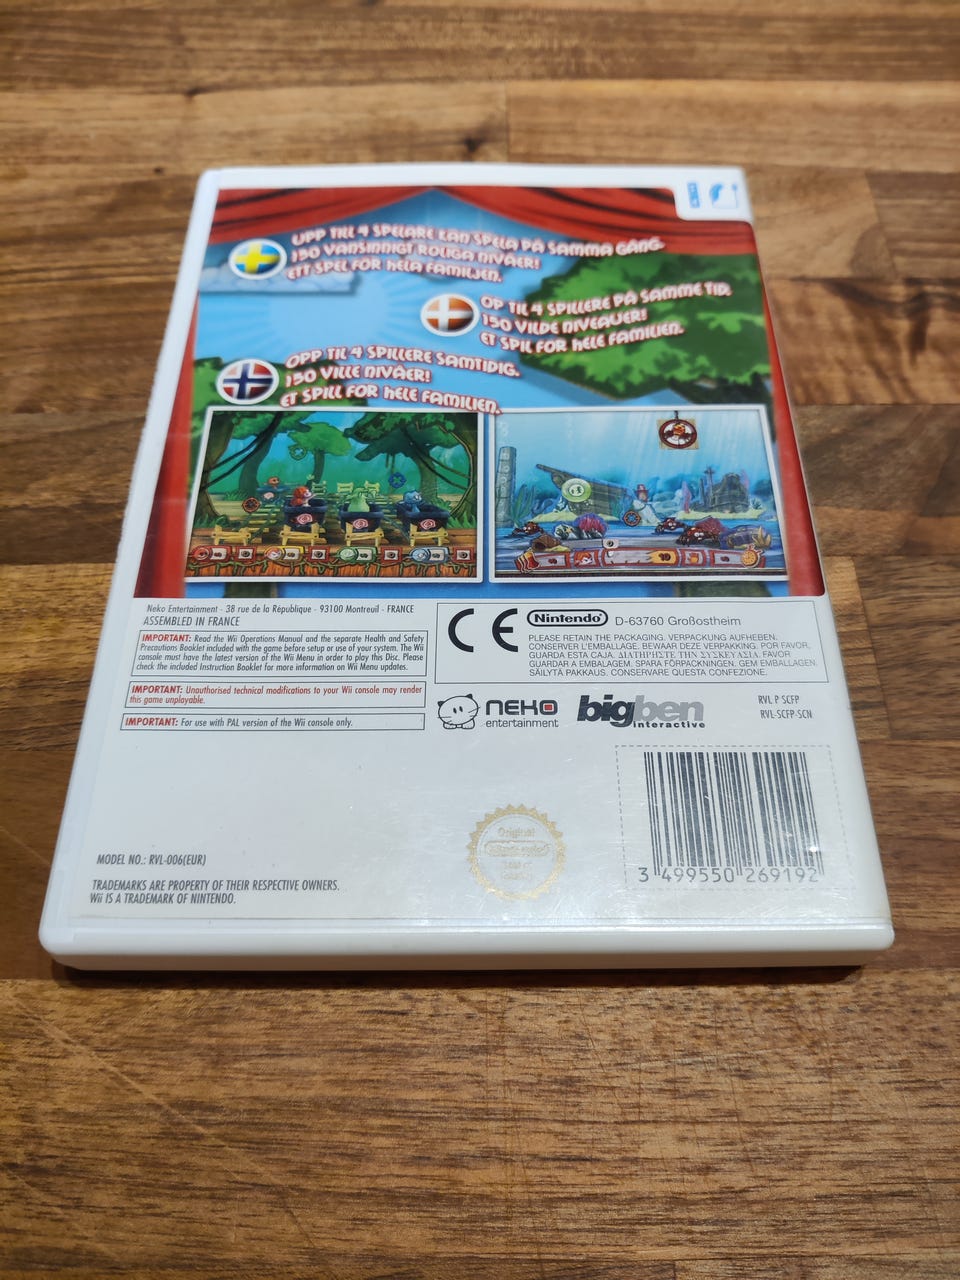 UPP TILL 4 SPELARE KAN SPELA PÅ SAMMA GÅNG.
150 VANSINNIGT ROLIGA NIVÅER!
ETT SPEL FÖR HELA FAMILJEN.
OP TIL 4 SPILLERE PÅ SAMME TID.
150 VILDE NIVEAUER!
ET SPIL FOR HELE FAMILIEN.
OPP TIL 4 SPILLERE SAMTIDIG.
150 VILLE NIVÅER!
ET SPILL FOR HELE FAMILIEN.
Neko Entertainment - 38 rue de la République - 93100 Montreuil - FRANCE
ASSEMBLED IN FRANCE
IMPORTANT: Read the Wii Operations Manual and the separate Health and Safety
Precautions Booklet included with the game before setup or use of your system. The Wii
console must have the latest version of the Wii Menu in order to play this Disc. Please
check the included Instruction Booklet for more information on Wii Menu updates.
IMPORTANT: Unauthorised technical modifications to your Wii console may render
this game unplayable.
IMPORTANT: For use with PAL version of the Wii console only.
CE Nintendo D-63760 Großostheim
PLEASE RETAIN THE PACKAGING. VERPACKUNG AUFHEBEN.
CONSERVER L'EMBALLAGE. BEWAAR DEZE VERPAKKING. POR FAVOR,
GUARDA ESTA CAJA. ΔΙΑΤΗΡΗΣΤΕ ΤΗΝ ΣΥΣΚΕΥΑΣΙΑ. FAVOR
GUARDAR A EMBALAGEM. SPARA FÖRPACKNINGEN. GEM EMBALLAGEN.
SÄILYTÄ PAKKAUS. CONSERVARE QUESTA CONFEZIONE.
NEKO
entertainment
bigben
interactive
RVL P SCFP
RVL-SCFP-SCN
Original
Nintendo
3 499550 269192
MODEL NO.: RVL-006(EUR)
TRADEMARKS ARE PROPERTY OF THEIR RESPECTIVE OWNERS.
Wii IS A TRADEMARK OF NINTENDO.